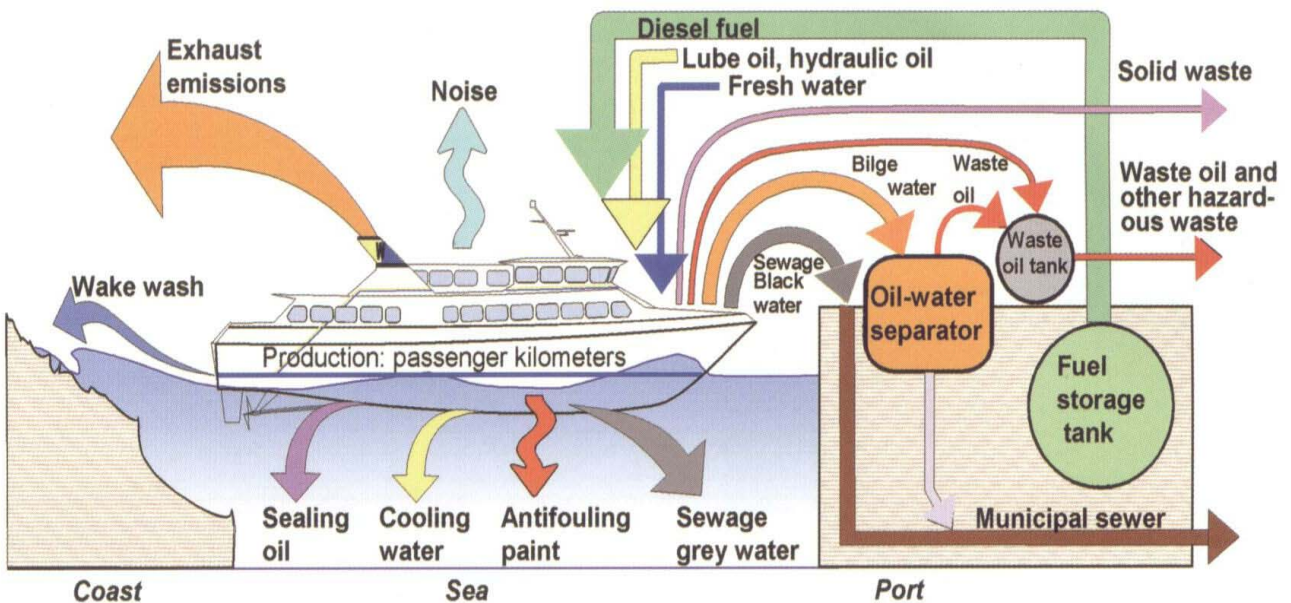 Diesel fuel
Exhaust
emissions
Lube oil, hydraulic oil
Solid waste
Noise
Fresh water
Bilge
water
Waste
oil
Waste oil and
other hazard-
ous waste
Waste
oil tank
Sewage
Black
water
Wake wash
Oil-water
separator
Production: passenger kilometers
Fuel
storage
tank
Sealing
oil
Cooling
water
Antifouling
paint
Sewage
grey water
Municipal sewer
Coast
Sea
Port